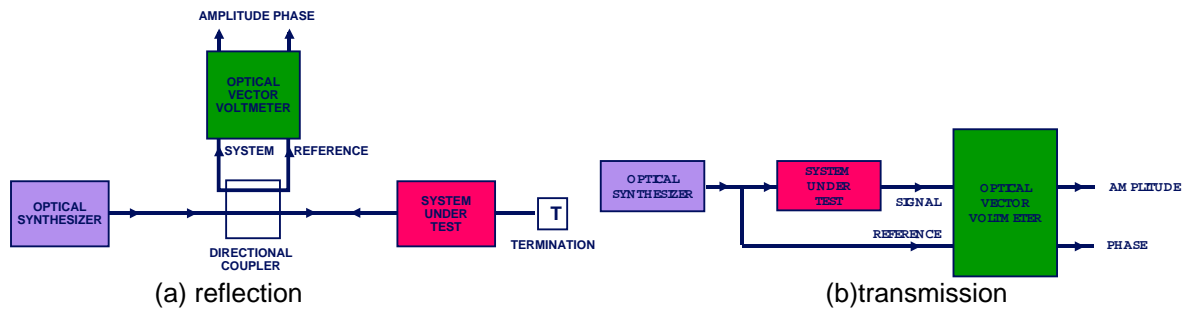 AMPLITUDE PHASE
OPTICAL
VECTOR
VOLTMETER
SYSTEM
REFERENCE
OPTICAL
SYNTHESIZER
DIRECTIONAL
COUPLER
SYSTEM
UNDER
TEST
T
TERMINATION
(a) reflection
OPTICAL
SYNTHESIZER
SYSTEM
UNDER
TEST
SIGNAL
REFERENCE
OPTICAL
VECTOR
VOLTMETER
AMPLITUDE
PHASE
(b)transmission